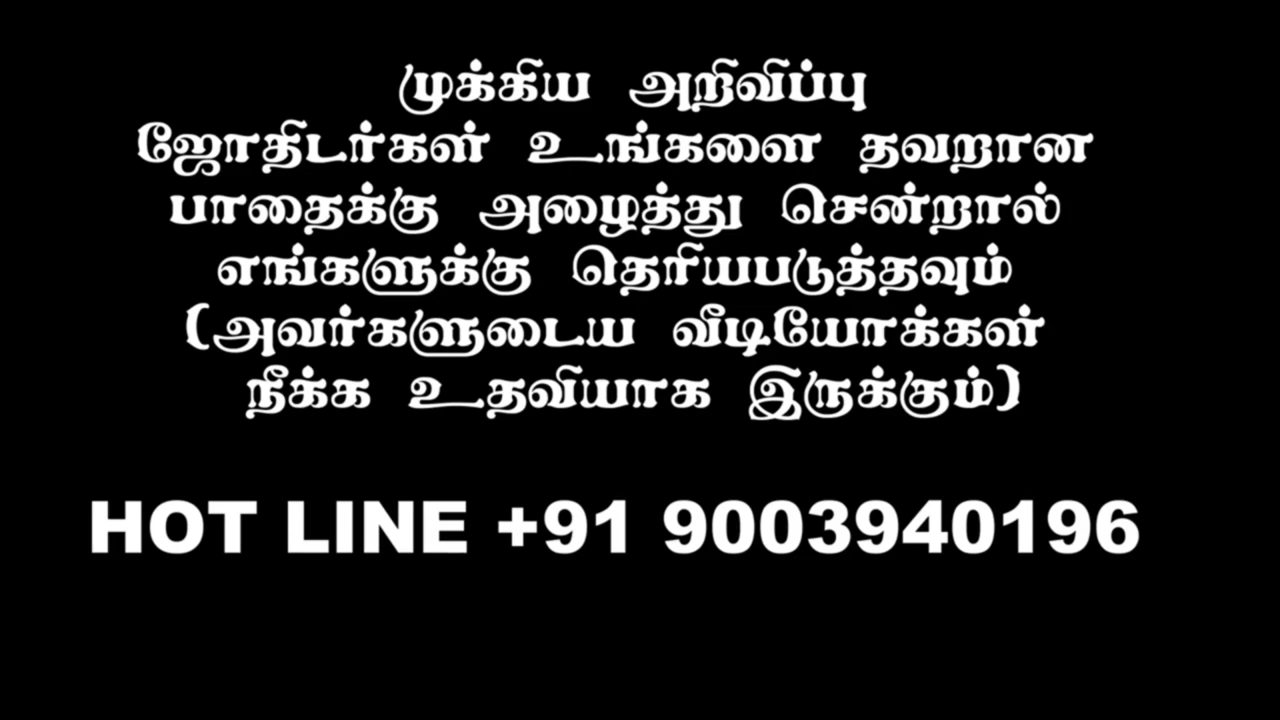 முக்கிய அறிவிப்பு
ஜோதிடர்கள் உங்களை தவறான
பாதைக்கு அழைத்து சென்றால்
எங்களுக்கு தெரியபடுத்தவும்
(அவர்களுடைய வீடியோக்கள்
நீக்க உதவியாக இருக்கும்)
HOT LINE +91 9003940196